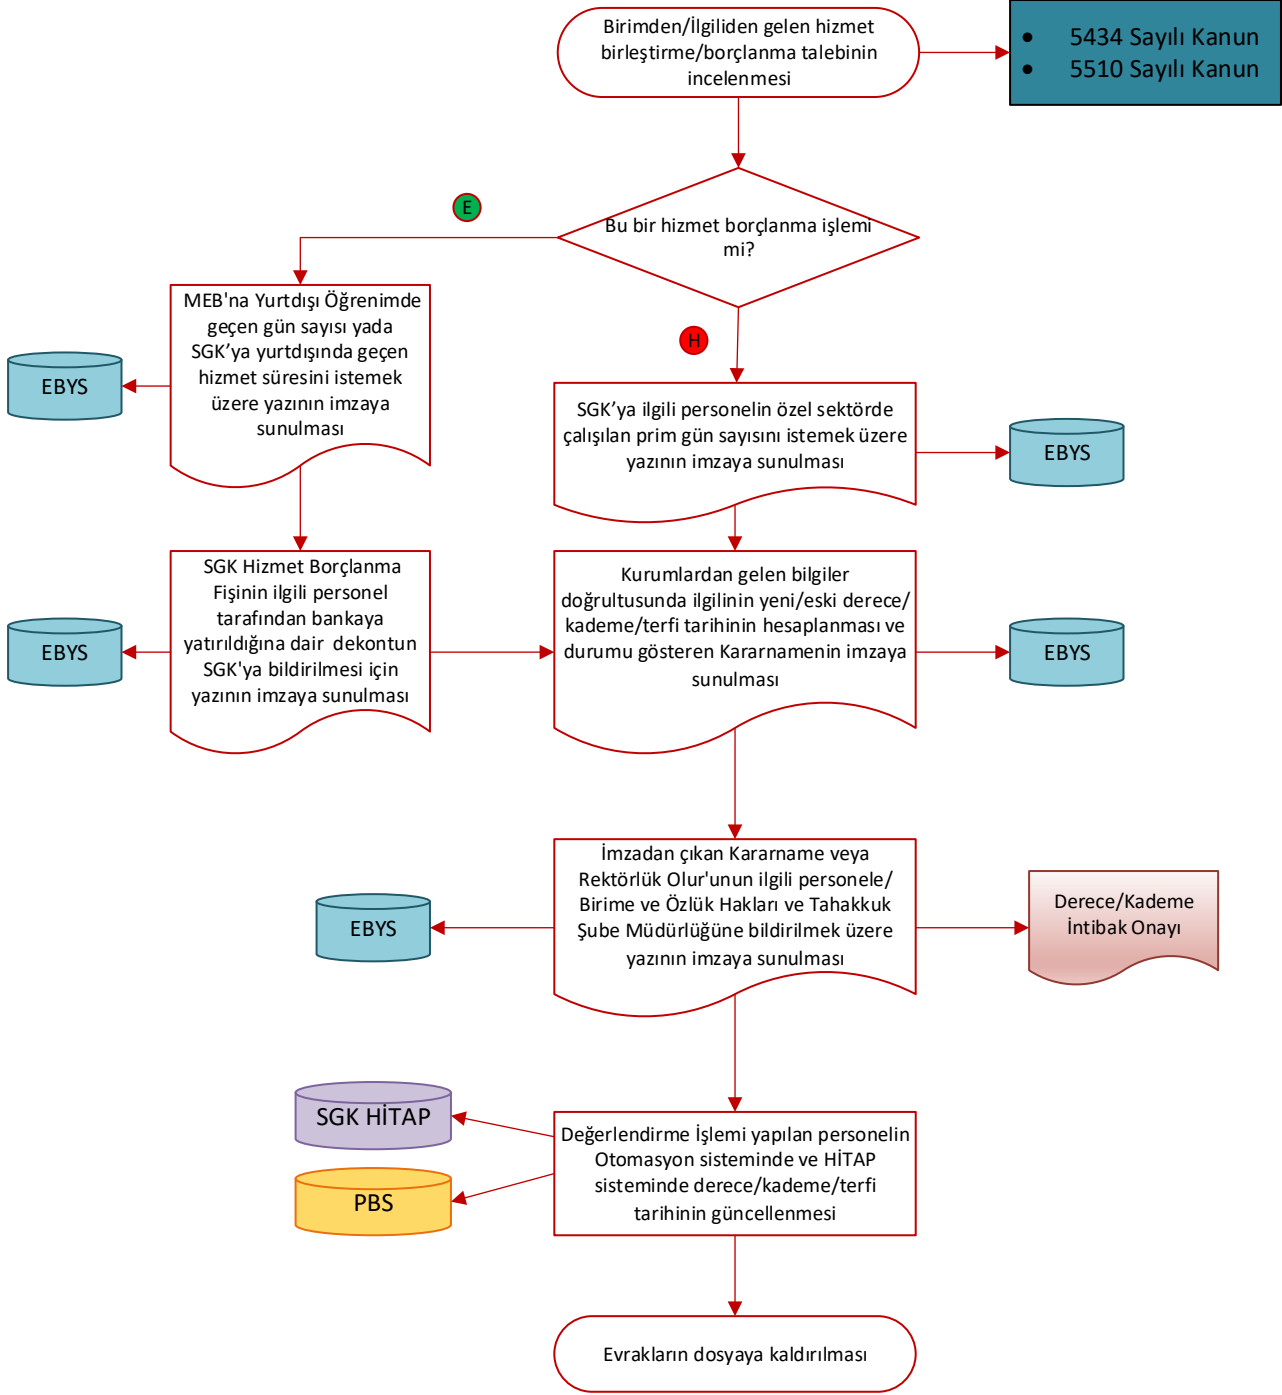 Birimden/İlgiliden gelen hizmet
birleştirme/borçlanma talebinin
incelenmesi
• 5434 Sayılı Kanun
• 5510 Sayılı Kanun
E
Bu bir hizmet borçlanma işlemi
mi?
MEB'na Yurtdışı Öğrenimde
geçen gün sayısı yada
SGK’ya yurtdışında geçen
hizmet süresini istemek
üzere yazının imzaya
sunulması
EBYS
H
SGK’ya ilgili personelin özel sektörde
çalışılan prim gün sayısını istemek üzere
yazının imzaya sunulması
EBYS
SGK Hizmet Borçlanma
Fişinin ilgili personel
tarafından bankaya
yatırıldığına dair dekontun
SGK'ya bildirilmesi için
yazının imzaya sunulması
EBYS
Kurumlardan gelen bilgiler
doğrultusunda ilgilinin yeni/eski derece/
kademe/terfi tarihinin hesaplanması ve
durumu gösteren Kararnamenin imzaya
sunulması
EBYS
İmzadan çıkan Kararname veya
Rektörlük Olur'unun ilgili personele/
Birime ve Özlük Hakları ve Tahakkuk
Şube Müdürlüğüne bildirilmek üzere
yazının imzaya sunulması
EBYS
Derece/Kademe
İntibak Onayı
SGK HİTAP
PBS
Değerlendirme İşlemi yapılan personelin
Otomasyon sisteminde ve HİTAP
sisteminde derece/kademe/terfi
tarihinin güncellenmesi
Evrakların dosyaya kaldırılması